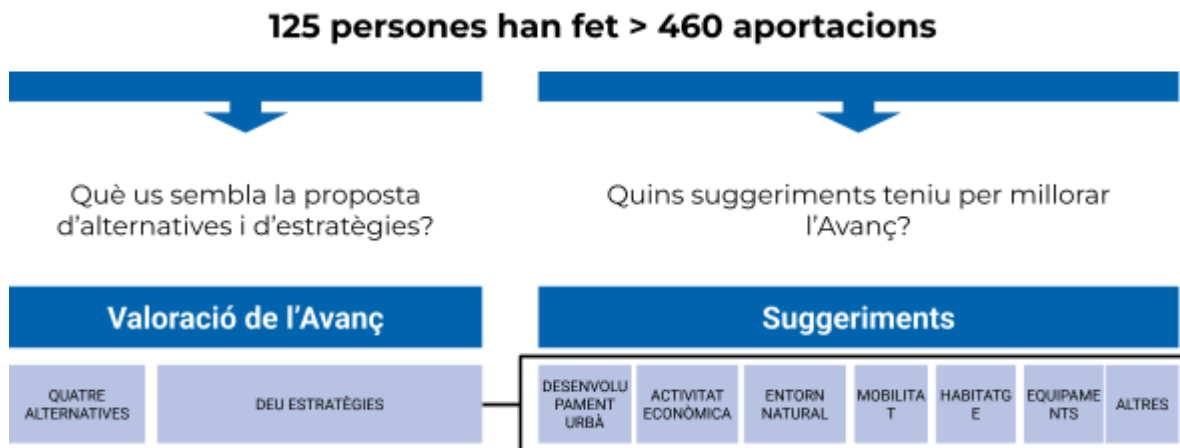 125 persones han fet > 460 aportacions
Què us sembla la proposta
d'alternatives i d'estratègies?
Quins suggeriments teniu per millorar
l'Avanç?
Valoració de l'Avanç
Suggeriments
QUATRE
ALTERNATIVES
DEU ESTRATÈGIES
DESENVOLU
PAMENT
URBÀ
ACTIVITAT
ECONÒMICA
ENTORN
NATURAL
MOBILITA
T
HABITATG
E
EQUIPAME
NTS
ALTRES